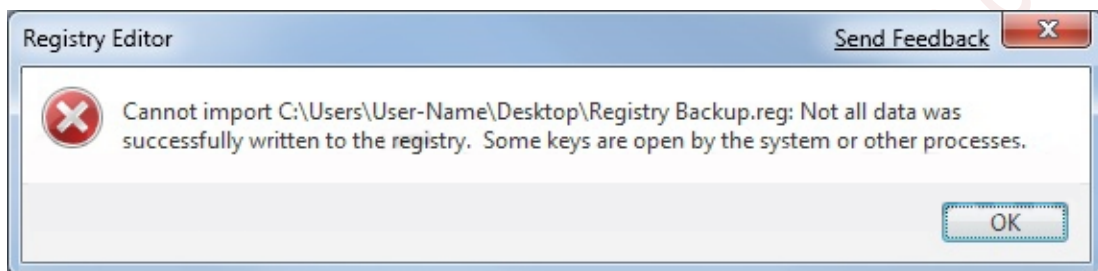 Registry Editor
Send Feedback
Cannot import C:\Users\User-Name\Desktop\Registry Backup.reg: Not all data was
successfully written to the registry.  Some keys are open by the system or other processes.
OK